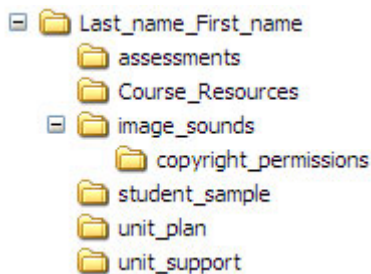 Last_name_First_name
assessments
Course_Resources
image_sounds
copyright_permissions
student_sample
unit_plan
unit_support